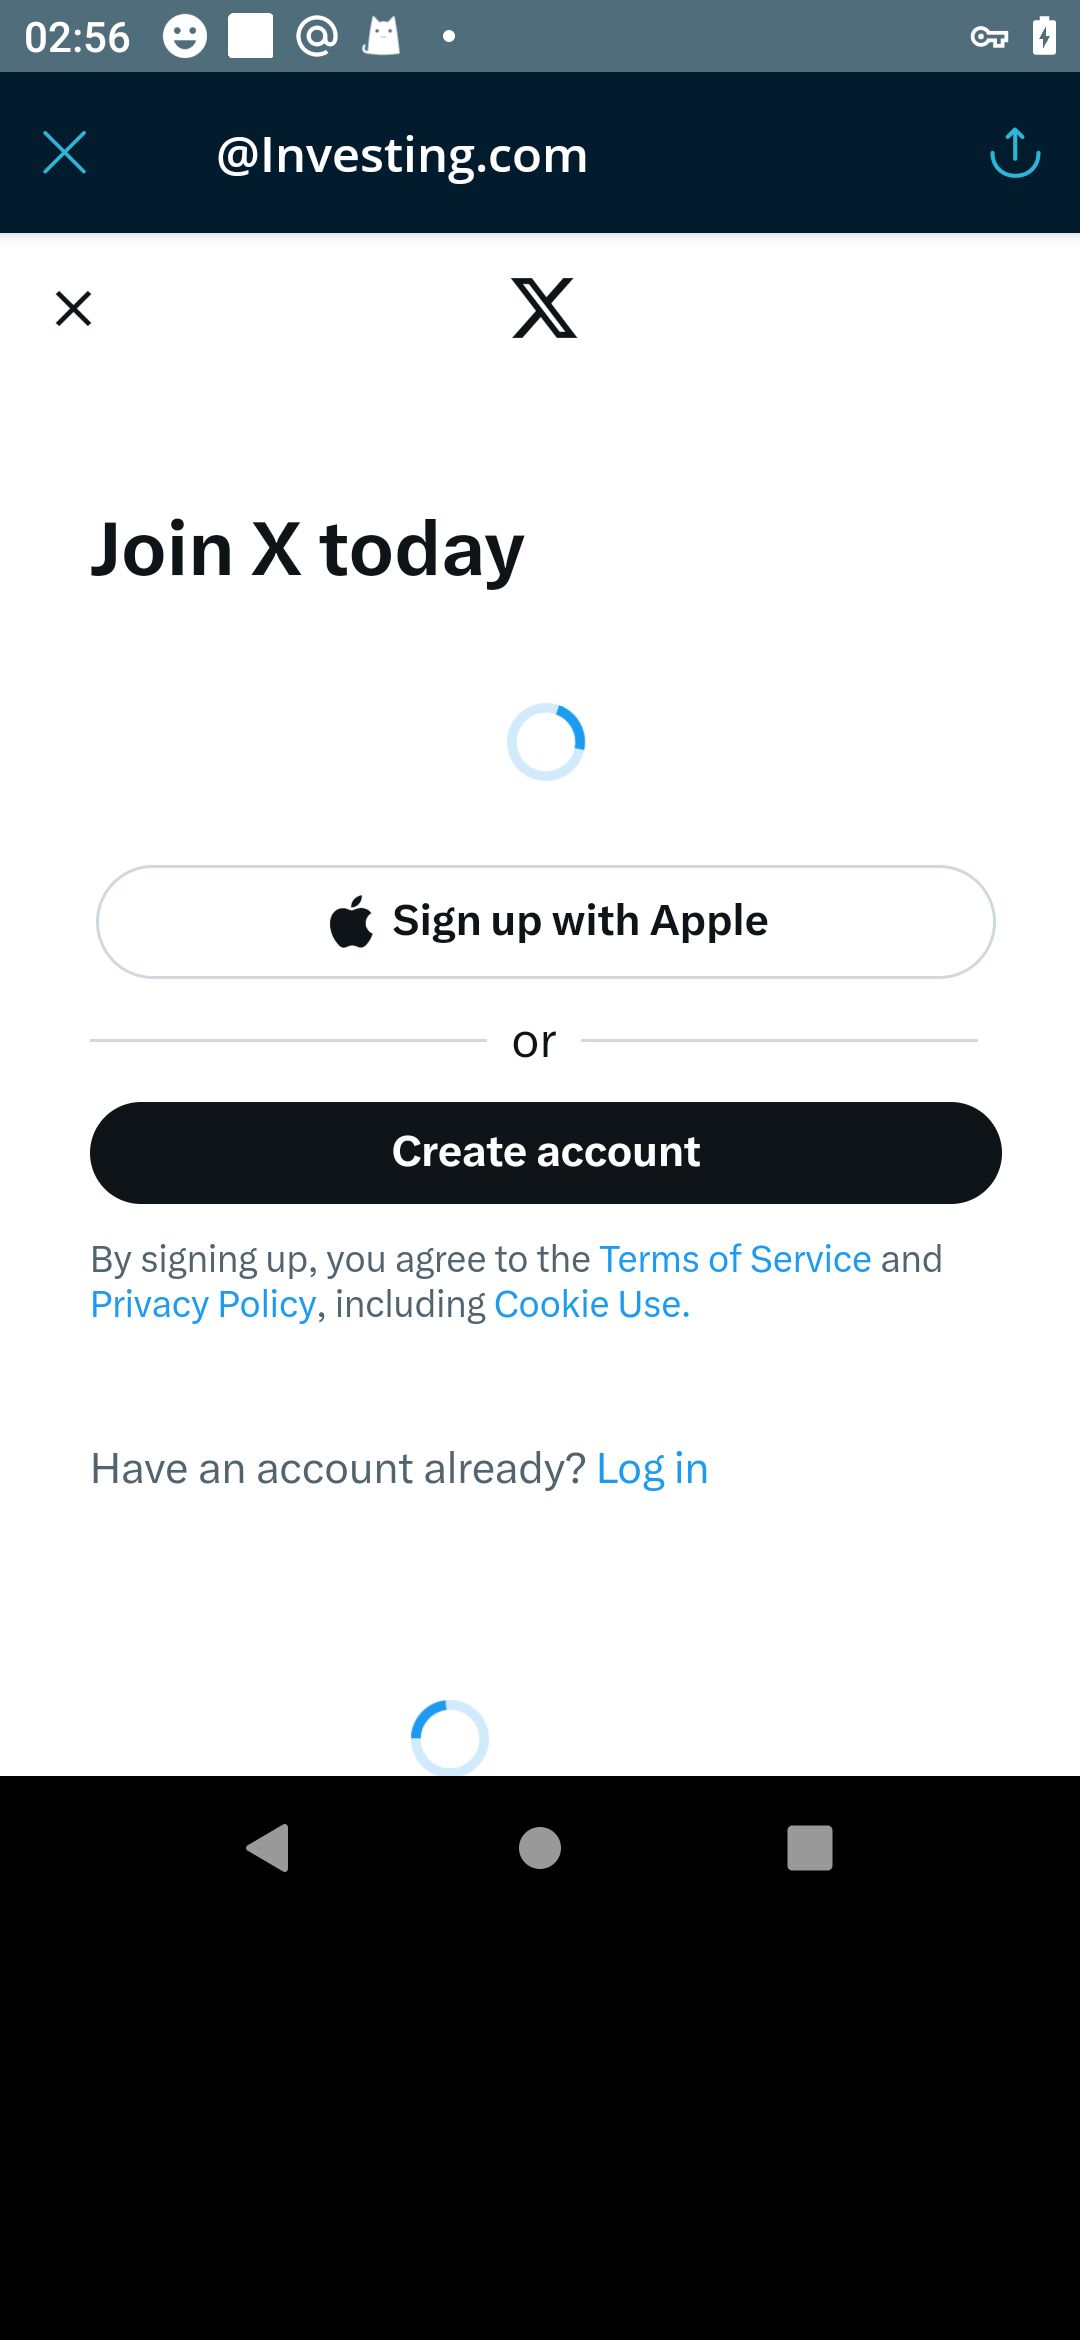 02:56
@Investing.com
Join X today
Sign up with Apple
or
Create account
By signing up, you agree to the Terms of Service and
Privacy Policy, including Cookie Use.
Have an account already? Log in